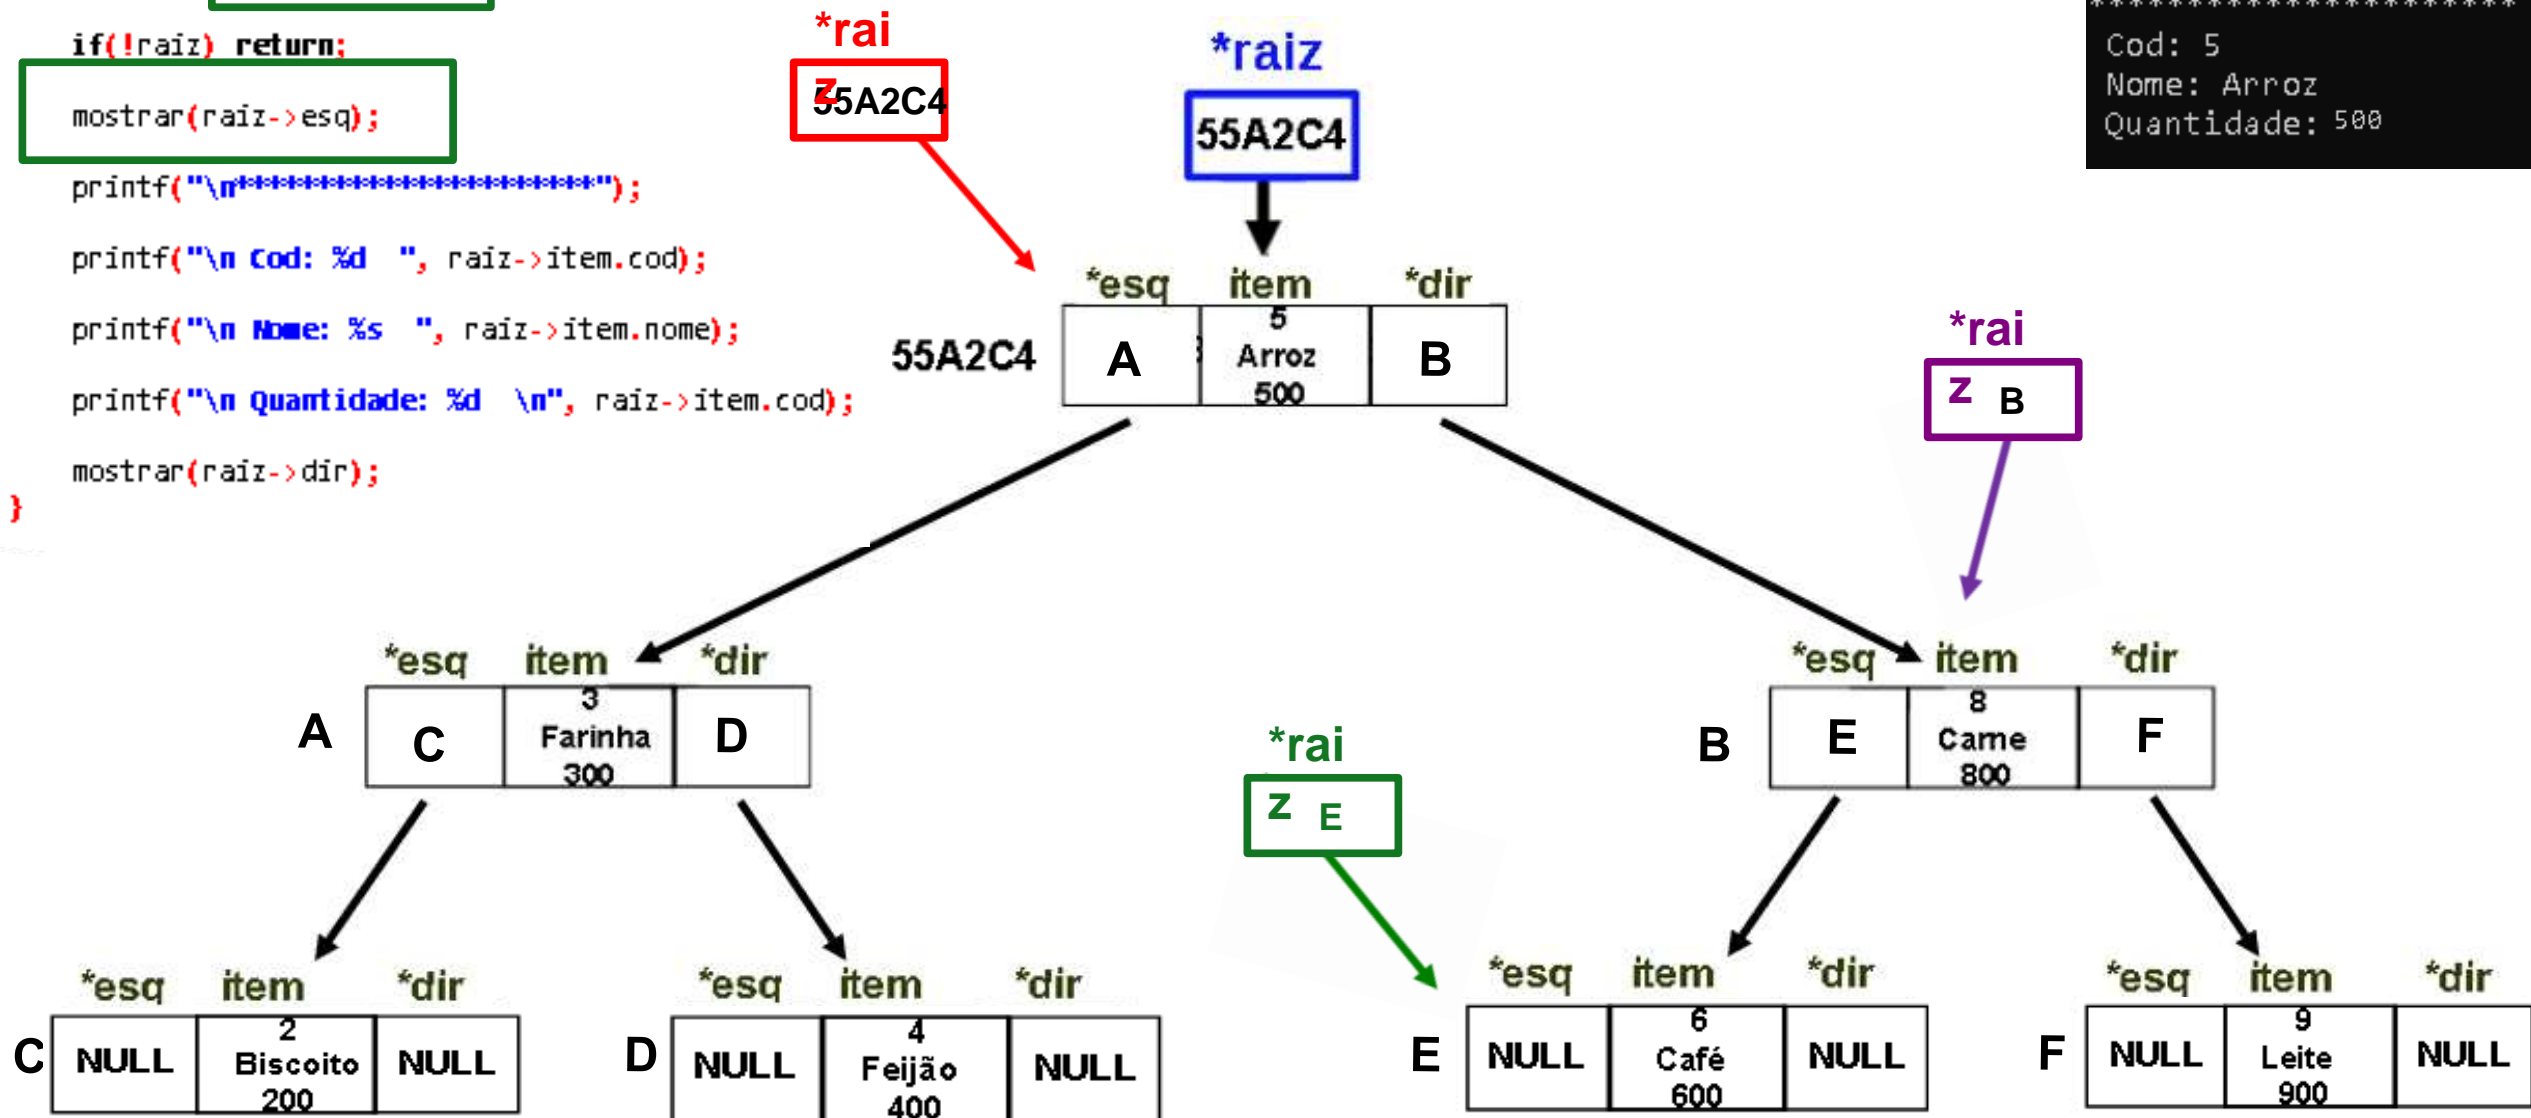 if(!raiz) return;
mostrar(raiz->esq);
printf("\n**********************");
printf("\n Cod: %d  ", raiz->item.cod);
printf("\n Nome: %s  ", raiz->item.nome);
printf("\n Quantidade: %d  \n", raiz->item.cod);
mostrar(raiz->dir);
}
*rai
z
55A2C4
*raiz
55A2C4
**********************
Cod: 5
Nome: Arroz
Quantidade: 500
*esq item *dir
55A2C4
A
5
Arroz
500
B
*rai
z B
*esq item *dir
A
C
3
Farinha
300
D
*rai
z E
*esq item *dir
B
E
8
Carne
800
F
*esq item *dir
C
NULL
2
Biscoito
200
NULL
*esq item *dir
D
NULL
4
Feijão
400
NULL
*esq item *dir
E
NULL
6
Café
600
NULL
*esq item *dir
F
NULL
9
Leite
900
NULL